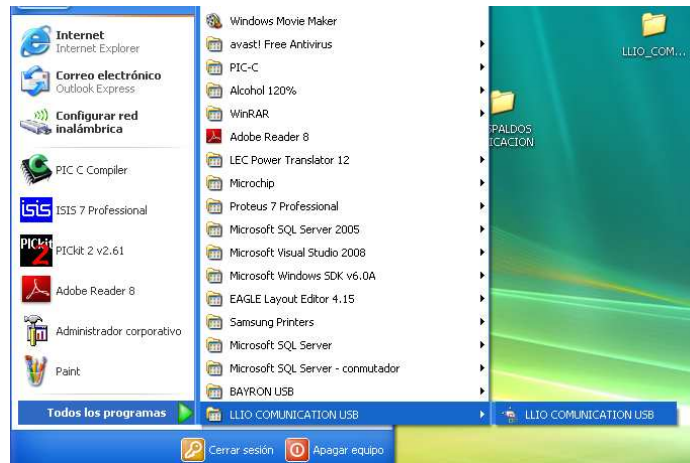 Internet
Internet Explorer
Correo electrónico
Outlook Express
Configurar red
inalámbrica
PIC C Compiler
isis
ISIS 7 Professional
PICkit
2
PICkit 2 v2.61
Adobe Reader 8
Administrador corporativo
Paint
Todos los programas
Windows Movie Maker
avast! Free Antivirus
PIC-C
Alcohol 120%
WinRAR
Adobe Reader 8
LEC Power Translator 12
Microchip
Proteus 7 Professional
Microsoft SQL Server 2005
Microsoft Visual Studio 2008
Microsoft Windows SDK v6.0A
EAGLE Layout Editor 4.15
Samsung Printers
Microsoft SQL Server
Microsoft SQL Server - conmutador
BAYRON USB
LLIO COMUNICATION USB
LLIO COMUNICATION USB
Cerrar sesión
Apagar equipo
LLIO_COM...
SPALDOS
ICACION